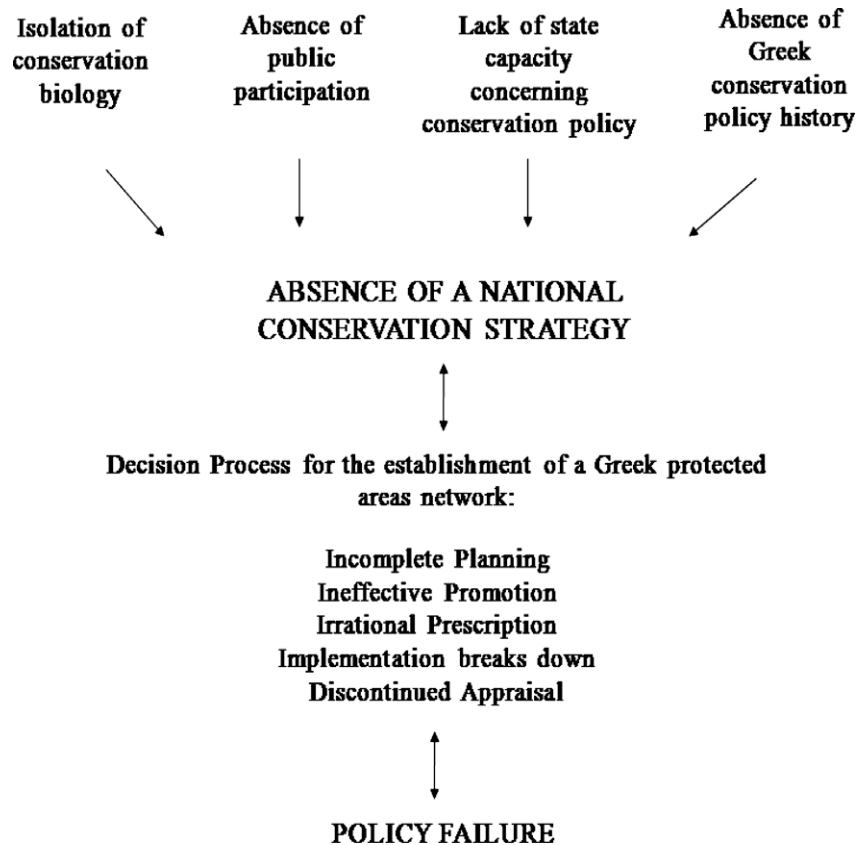 Isolation of
conservation
biology
Absence of
public
participation
Lack of state
capacity
concerning
conservation policy
Absence of
Greek
conservation
policy history
ABSENCE OF A NATIONAL
CONSERVATION STRATEGY
Decision Process for the establishment of a Greek protected
areas network:
Incomplete Planning
Ineffective Promotion
Irrational Prescription
Implementation breaks down
Discontinued Appraisal
POLICY FAILURE